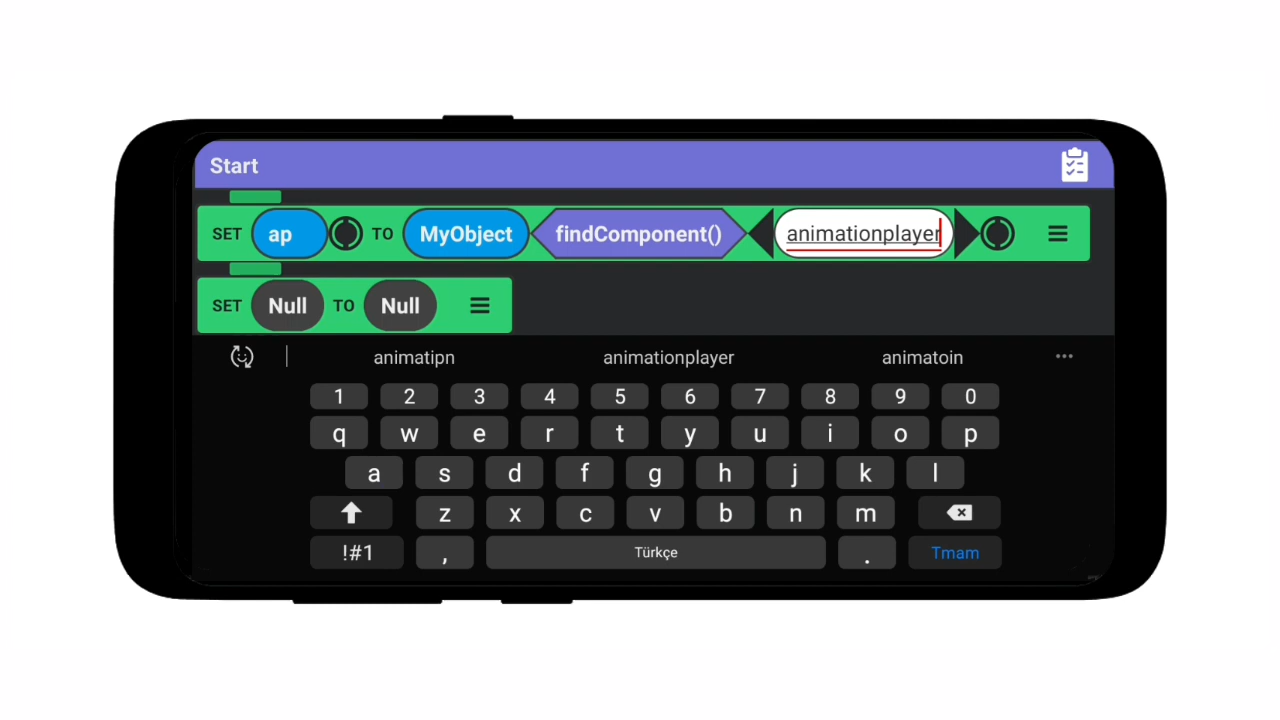 Start
SET ap TO MyObject findComponent() animationplayer
SET Null TO Null
animatipn animationplayer animatoin
1 2 3 4 5 6 7 8 9 0
q w e r t y u i o p
a s d f g h j k l
z x c v b n m
!#1 , Türkçe . Tmam